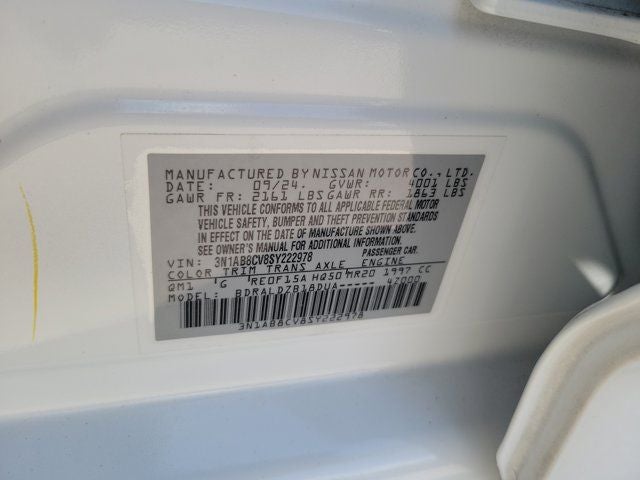 MANUFACTURED BY NISSAN MOTOR CO., LTD.
DATE: 09/24. GVWR: 4001 LBS
GAWR FR: 2161 LBS GAWR RR: 1863 LBS
THIS VEHICLE CONFORMS TO ALL APPLICABLE FEDERAL MOTOR
VEHICLE SAFETY, BUMPER AND THEFT PREVENTION STANDARDS
IN EFFECT ON DATE OF MANUFACTURE SHOWN ABOVE.
SEE OWNER'S MANUAL FOR ADDITIONAL INFORMATION.
VIN: 3N1AB8CV8SY222978 PASSENGER CAR.
COLOR TRIM TRANS AXLE ENGINE
QM1 G RE0F15A HQ50 MR20 1997 CC
MODEL: BDRALDZB18DUA----- 47000
3N1AB8CV8SY222978